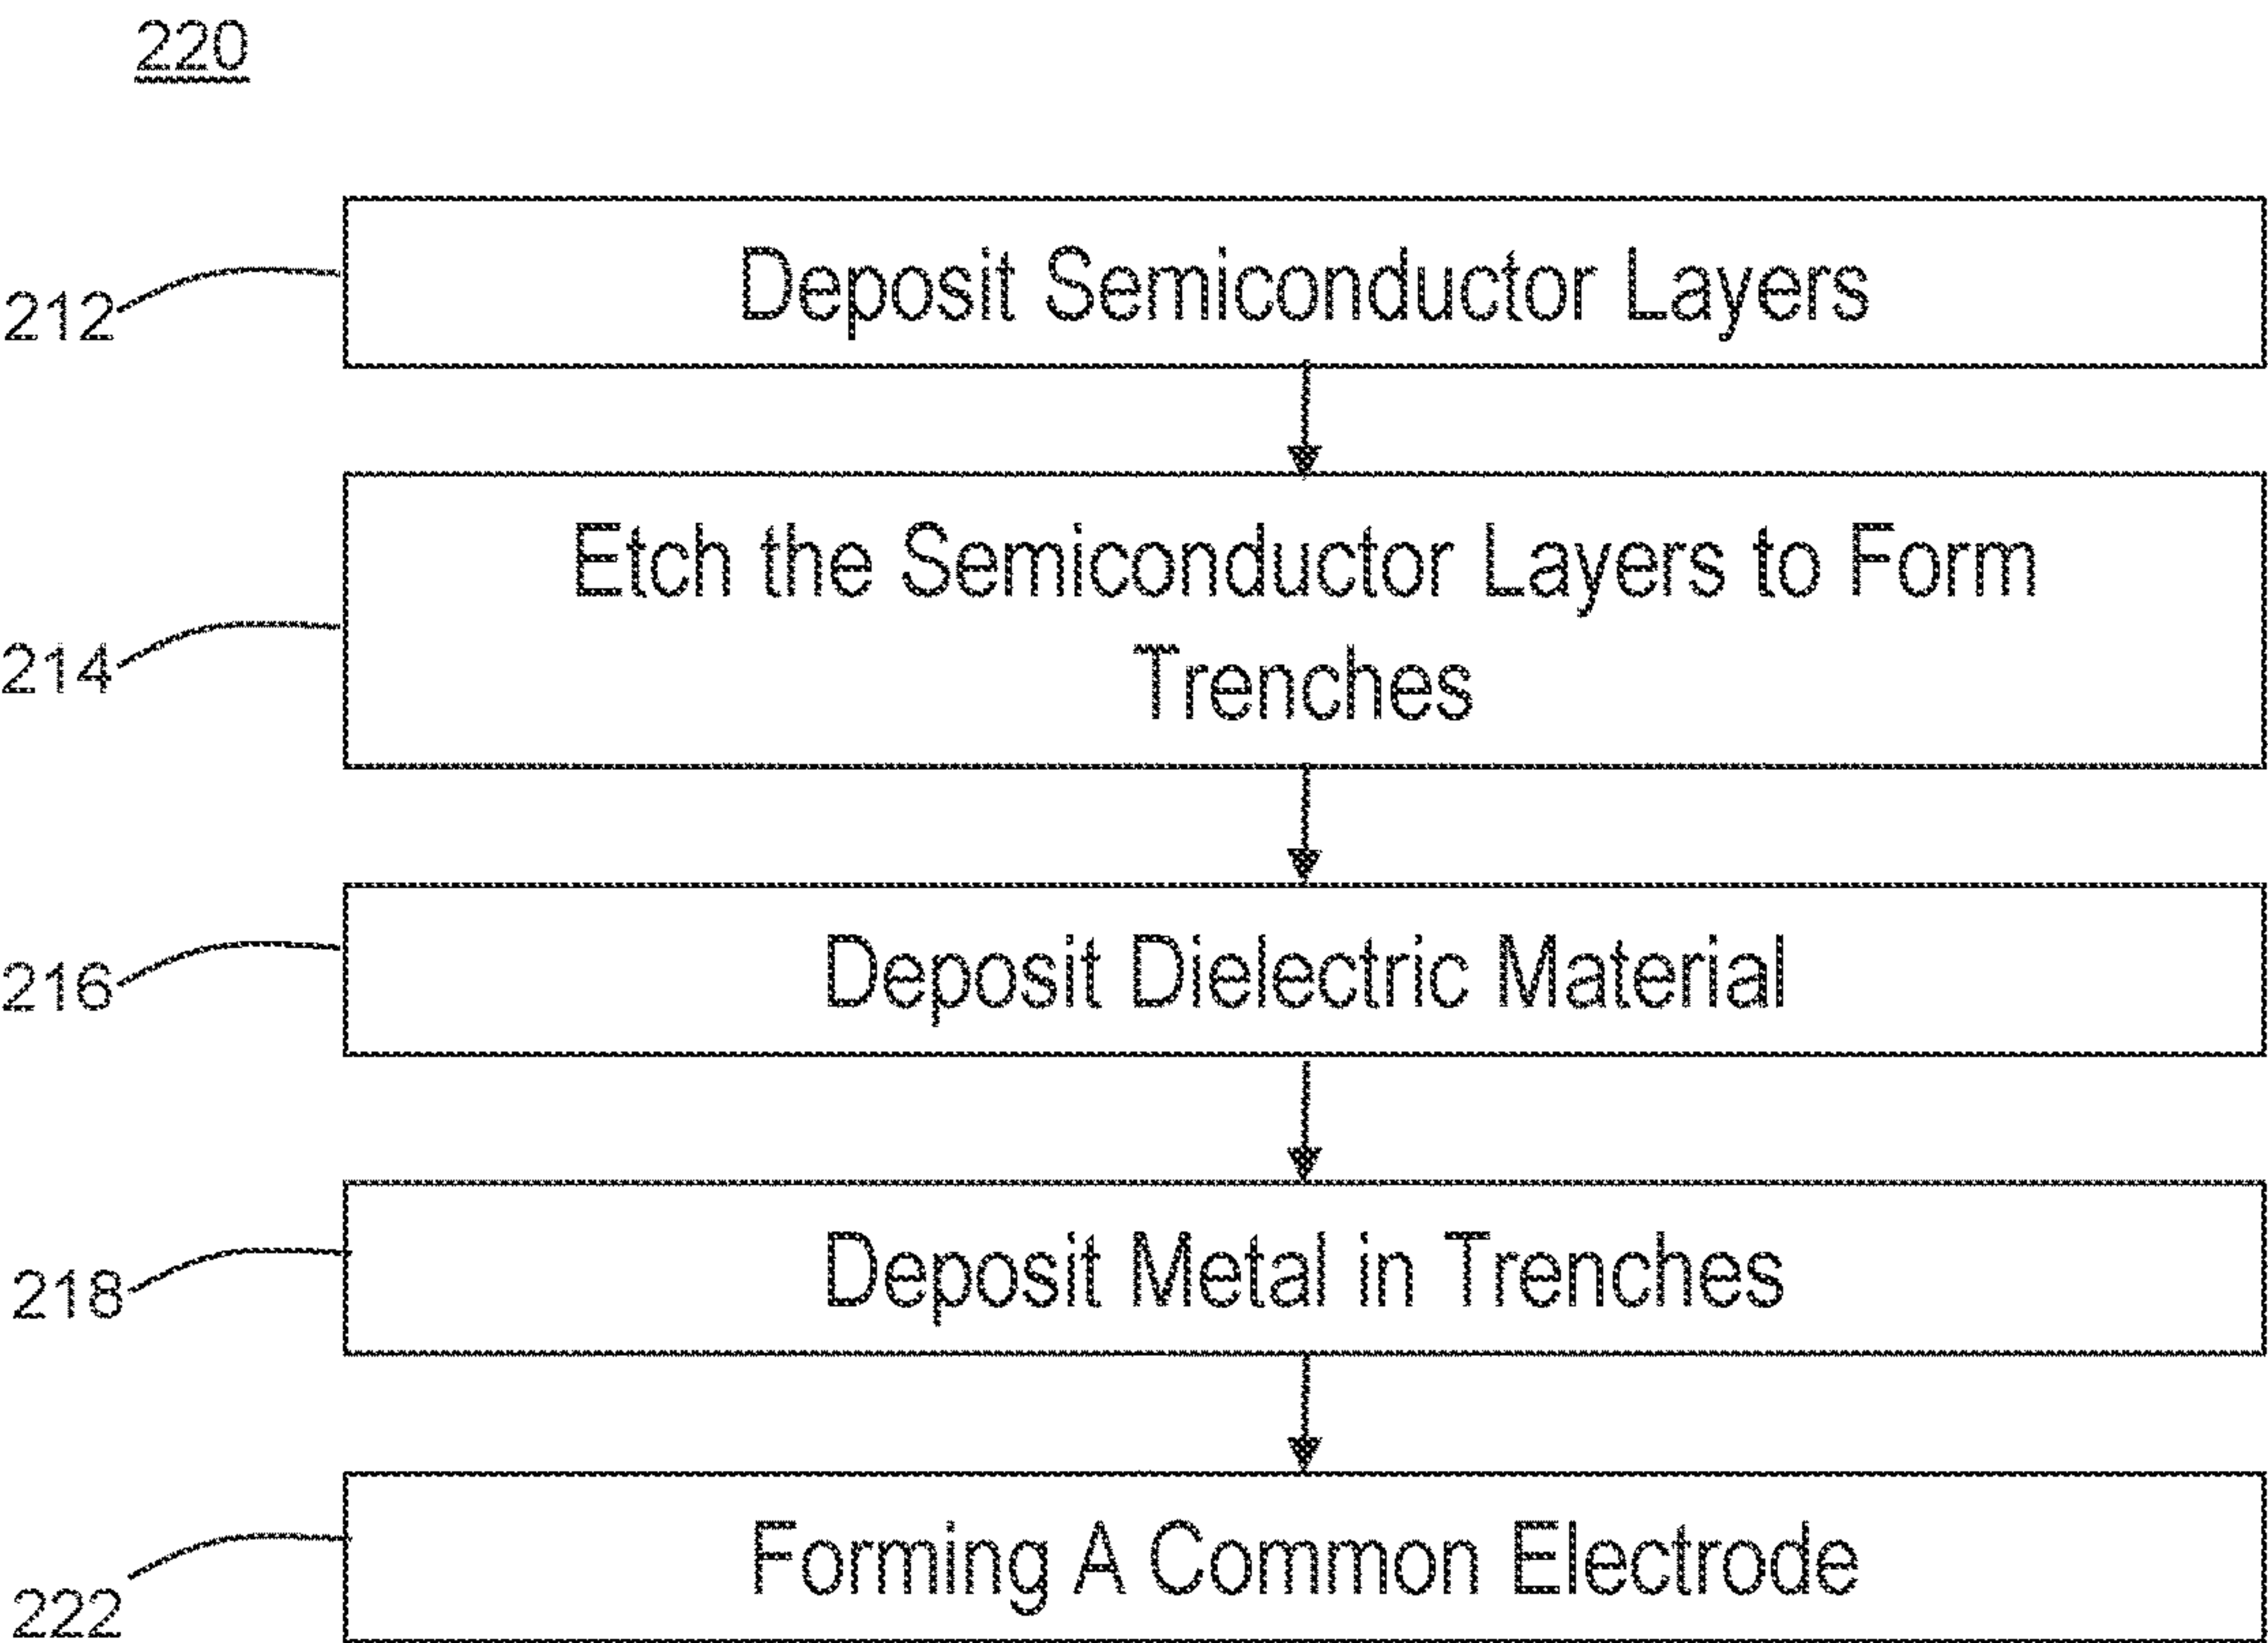 220
212
Deposit Semiconductor Layers
214
Etch the Semiconductor Layers to Form
Trenches
216
Deposit Dielectric Material
218
Deposit Metal in Trenches
222
Forming A Common Electrode